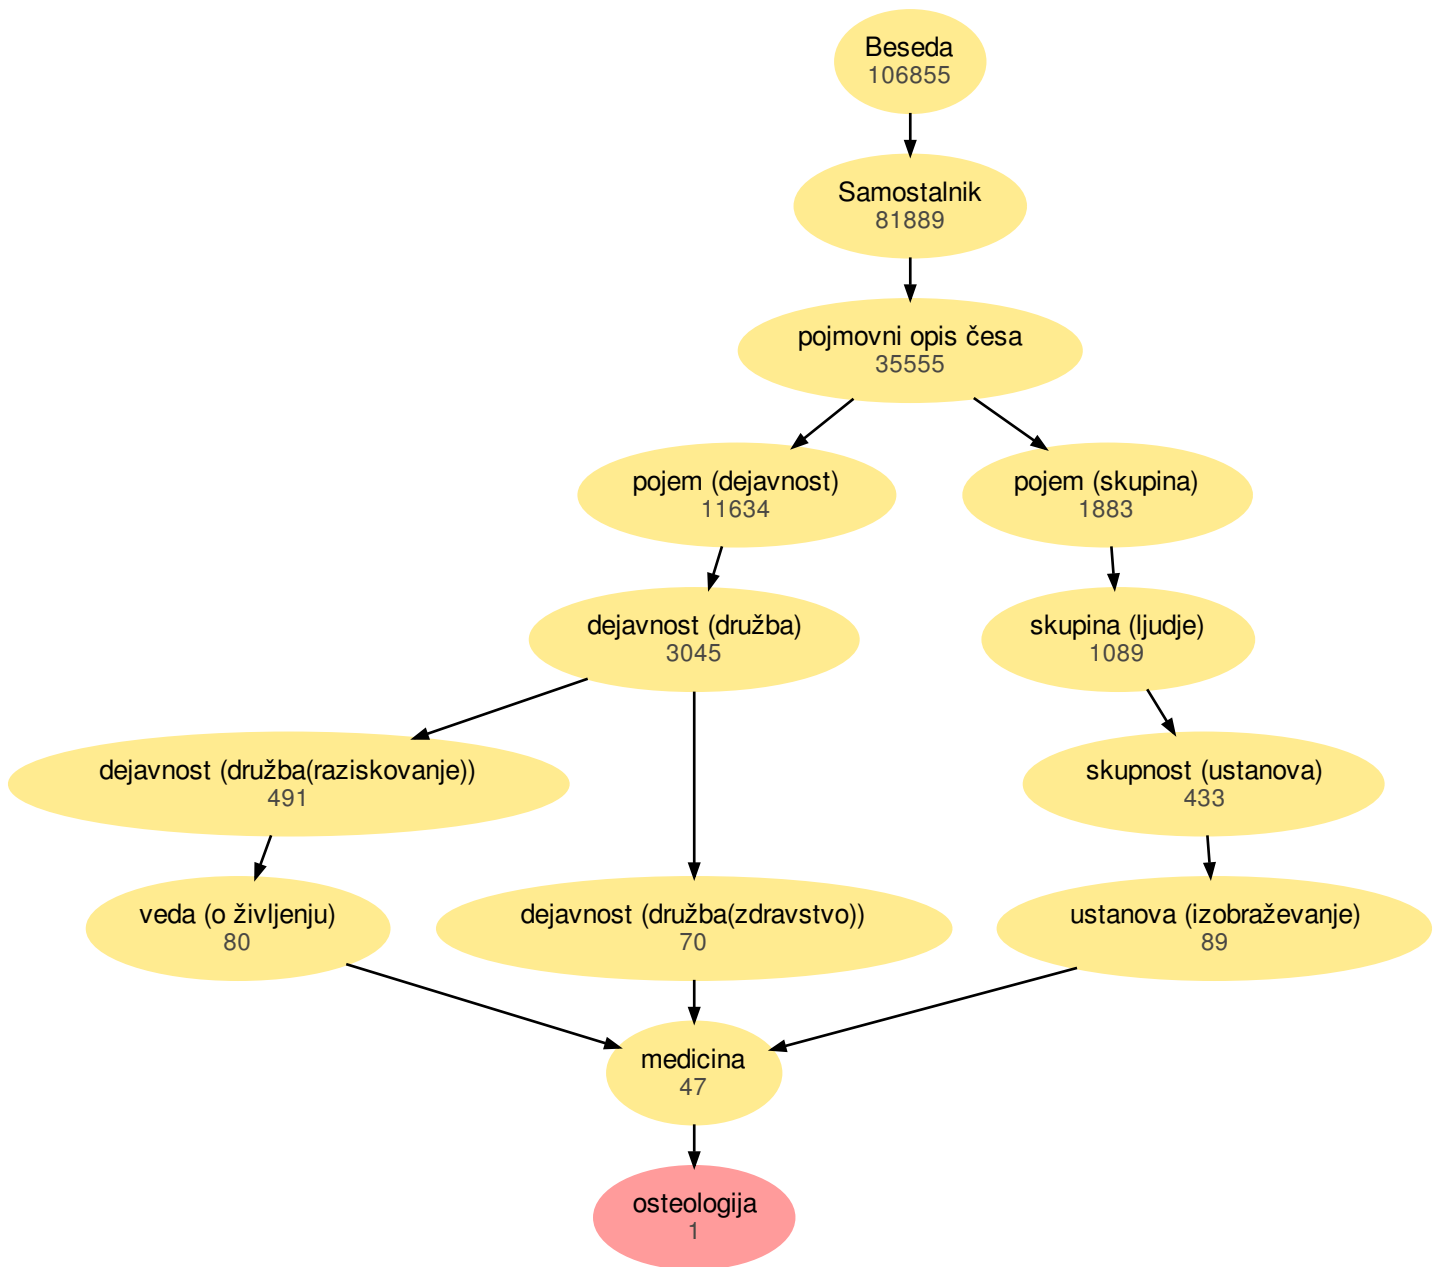 Beseda
106855
Samostalnik
81889
pojmovni opis česa
35555
pojem (dejavnost)
11634
pojem (skupina)
1883
dejavnost (družba)
3045
skupina (ljudje)
1089
dejavnost (družba(raziskovanje))
491
skupnost (ustanova)
433
veda (o življenju)
80
dejavnost (družba(zdravstvo))
70
ustanova (izobraževanje)
89
medicina
47
osteologija
1